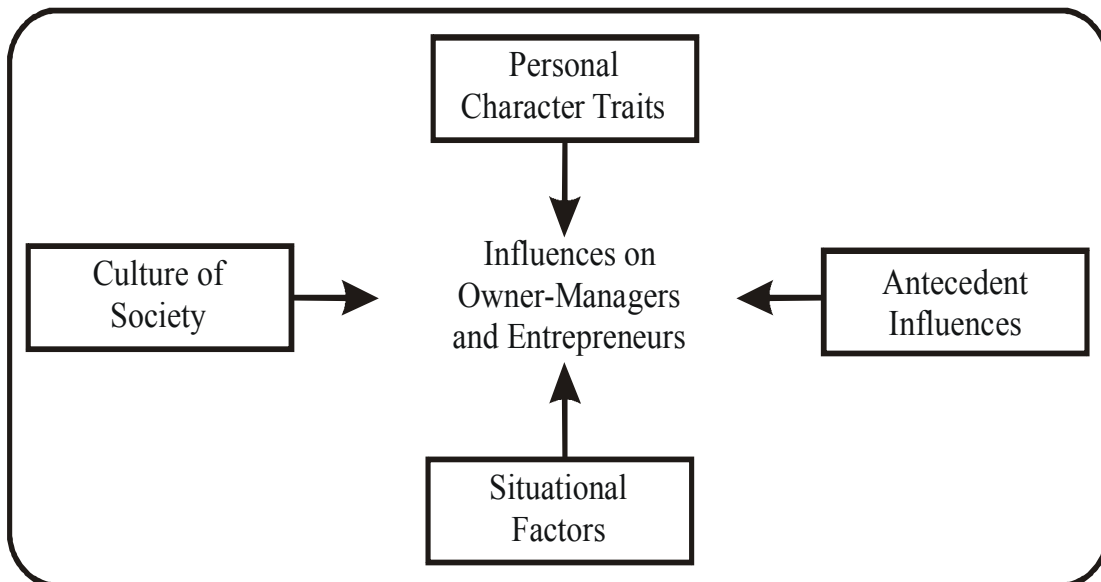 Personal
Character Traits
Culture of
Society
Influences on
Owner-Managers
and Entrepreneurs
Antecedent
Influences
Situational
Factors